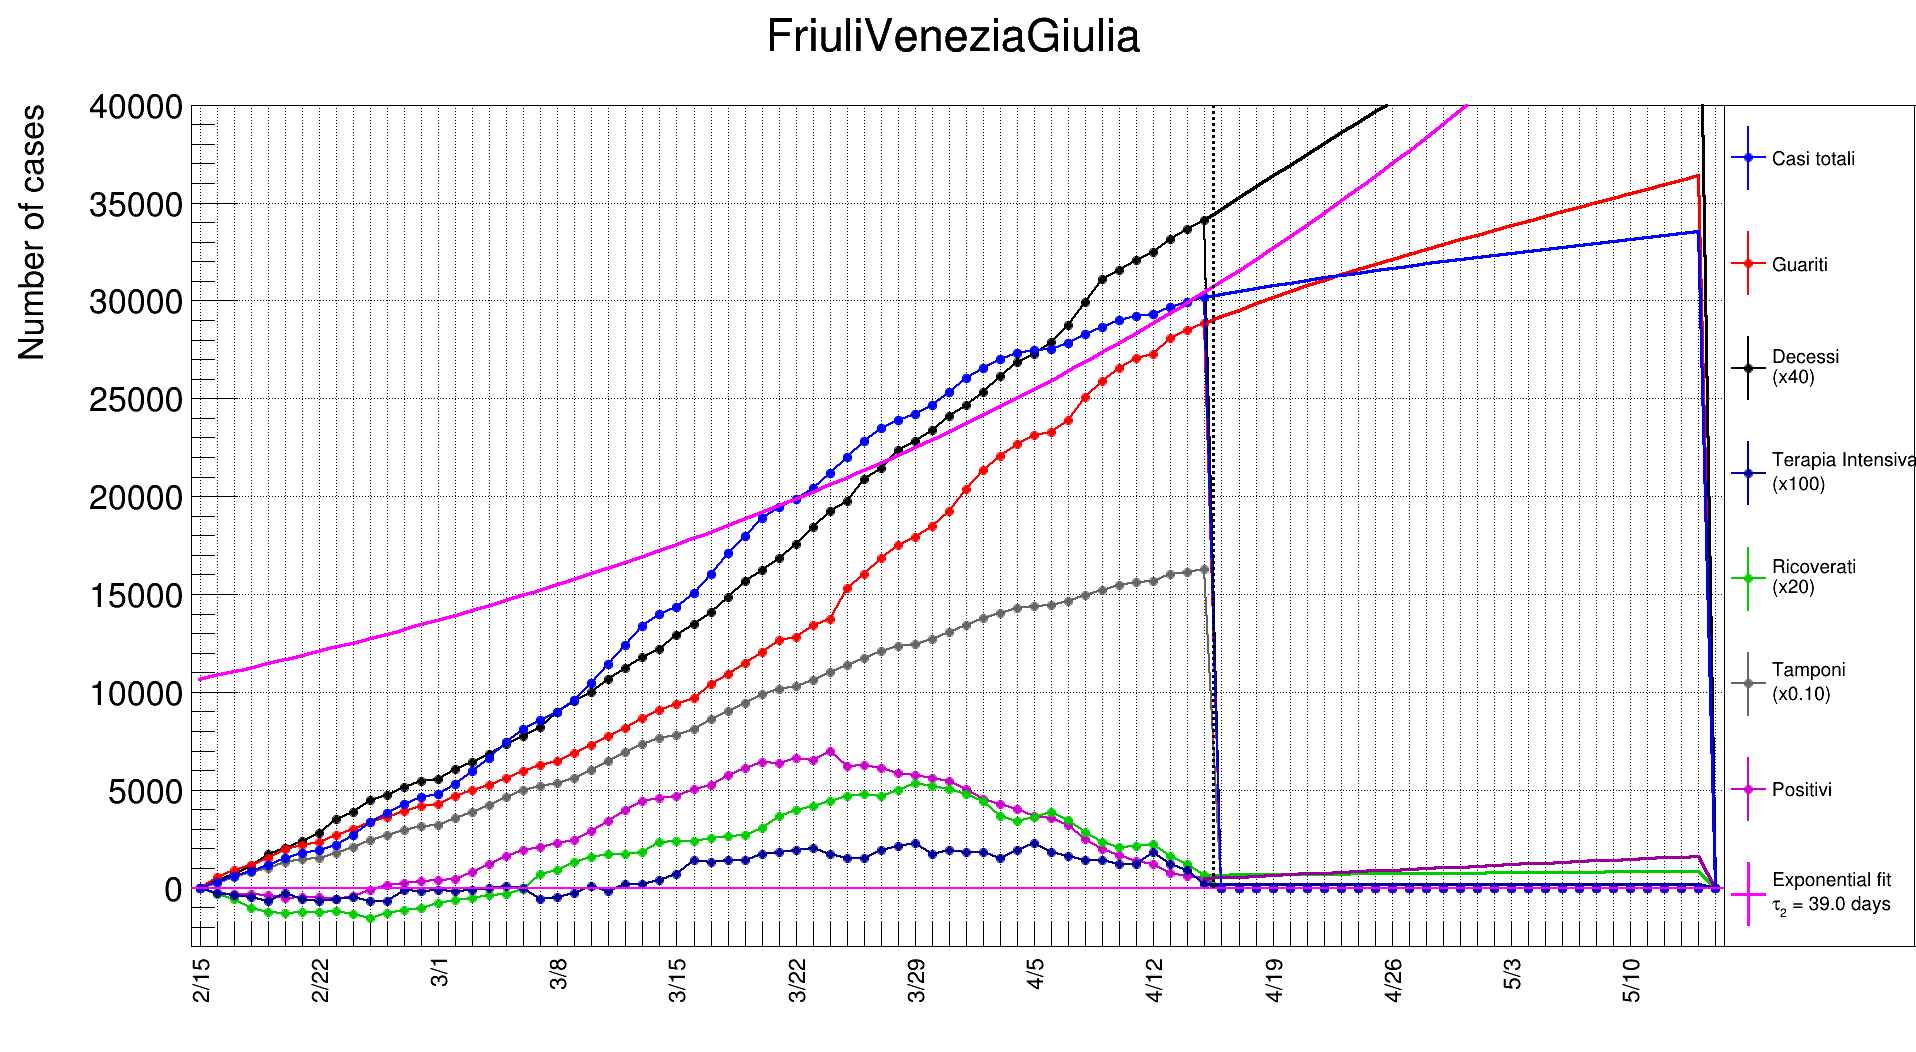 FriuliVeneziaGiulia
Number of cases
40000
35000
30000
25000
20000
15000
10000
5000
0
2/15
2/22
3/1
3/8
3/15
3/22
3/29
4/5
4/12
4/19
4/26
5/3
5/10
Casi totali
Guariti
Decessi
(x40)
Terapia Intensiva
(x100)
Ricoverati
(x20)
Tamponi
(x0.10)
Positivi
Exponential fit
τ2 = 39.0 days